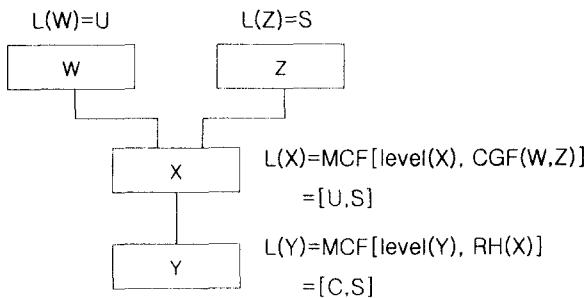 L(W)=U
L(Z)=S
W
Z
X
L(X)=MCF[level(X), CGF(W,Z)]
=[U,S]
L(Y)=MCF[level(Y), RH(X)]
Y
=[C,S]